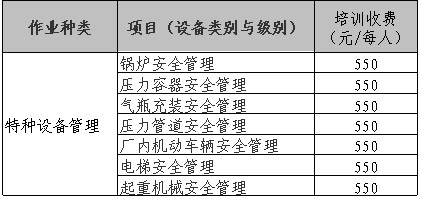 作业种类 项目（设备类别与级别） 培训收费（元/每人）
特种设备管理 锅炉安全管理 550
压力容器安全管理 550
气瓶充装安全管理 550
压力管道安全管理 550
厂内机动车辆安全管理 550
电梯安全管理 550
起重机械安全管理 550